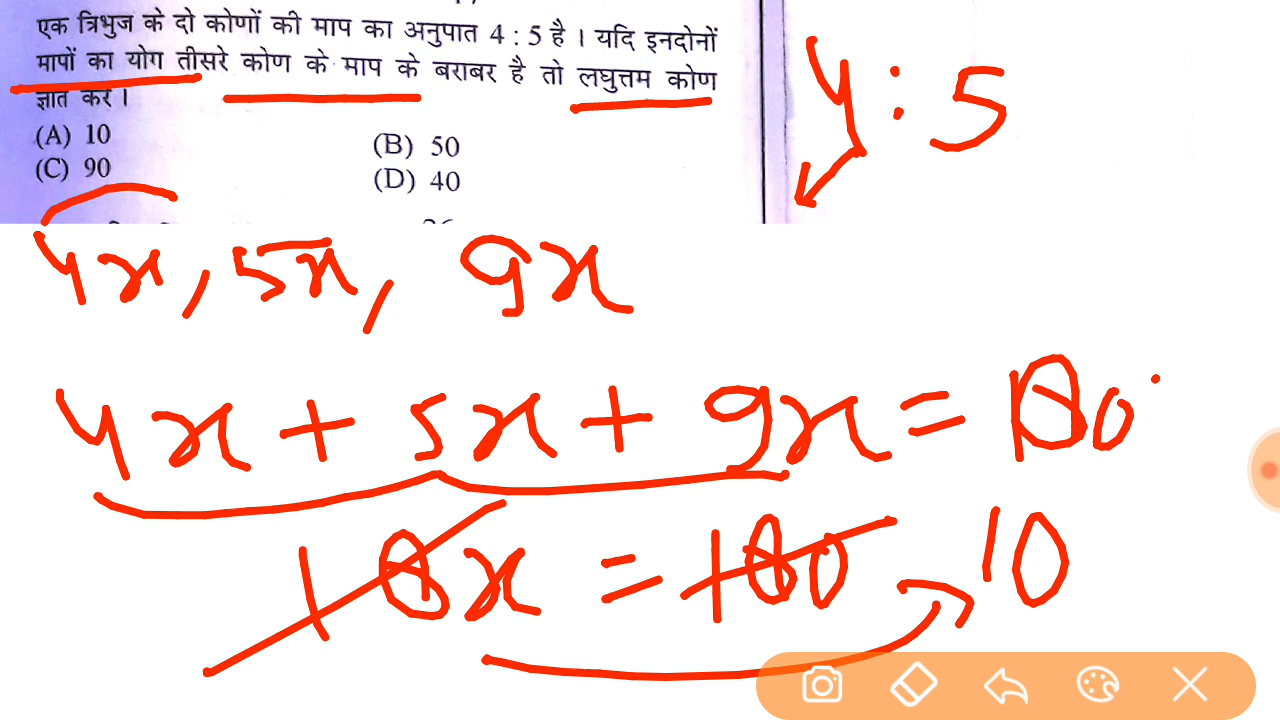 एक त्रिभुज के दो कोणों की माप का अनुपात 4 : 5 है । यदि इनदोनों
मापों का योग तीसरे कोण के माप के बराबर है तो लघुत्तम कोण
ज्ञात करें ।
(A) 10
(B) 50
(C) 90
(D) 40
4 : 5
4x, 5x, 9x
4x + 5x + 9x = 180°
18x = 180 10